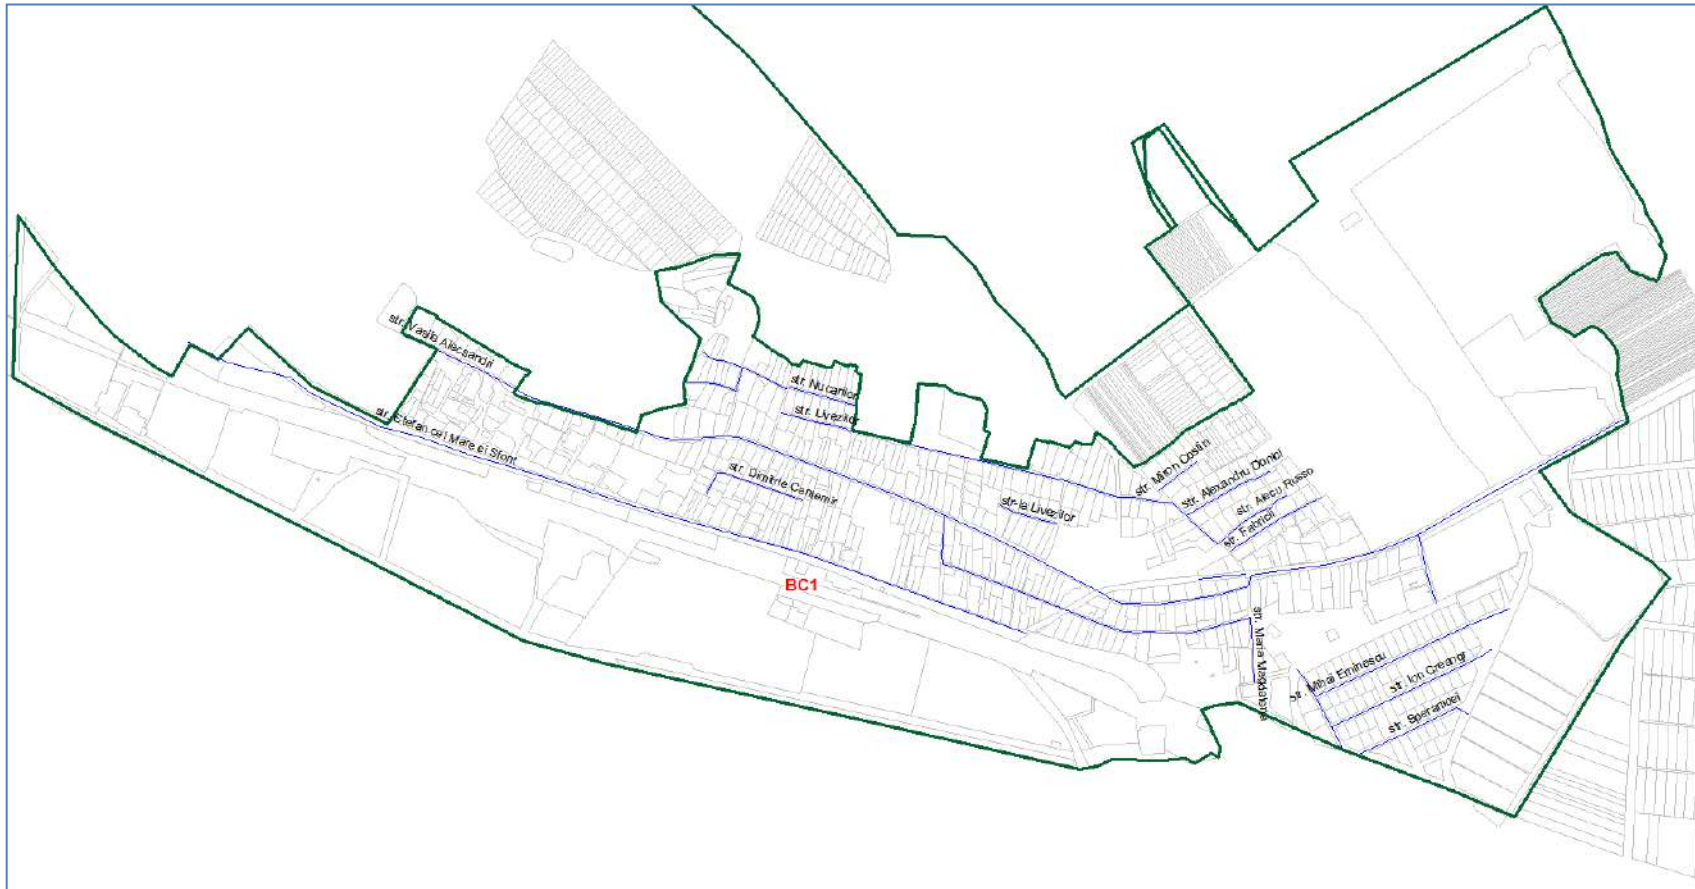 str. Vasile Alecsandri
str. Nucarilor
str. Livezilor
str. Stefan cel Mare si Sfint
str. Dimitrie Cantemir
str-la Livezilor
str. Miron Costin
str. Alexandru Donici
str. Alecu Russo
str. Fabricii
BC1
str. Maria Magdalena
str. Mihai Eminescu
str. Ion Creanga
str. Sperantei